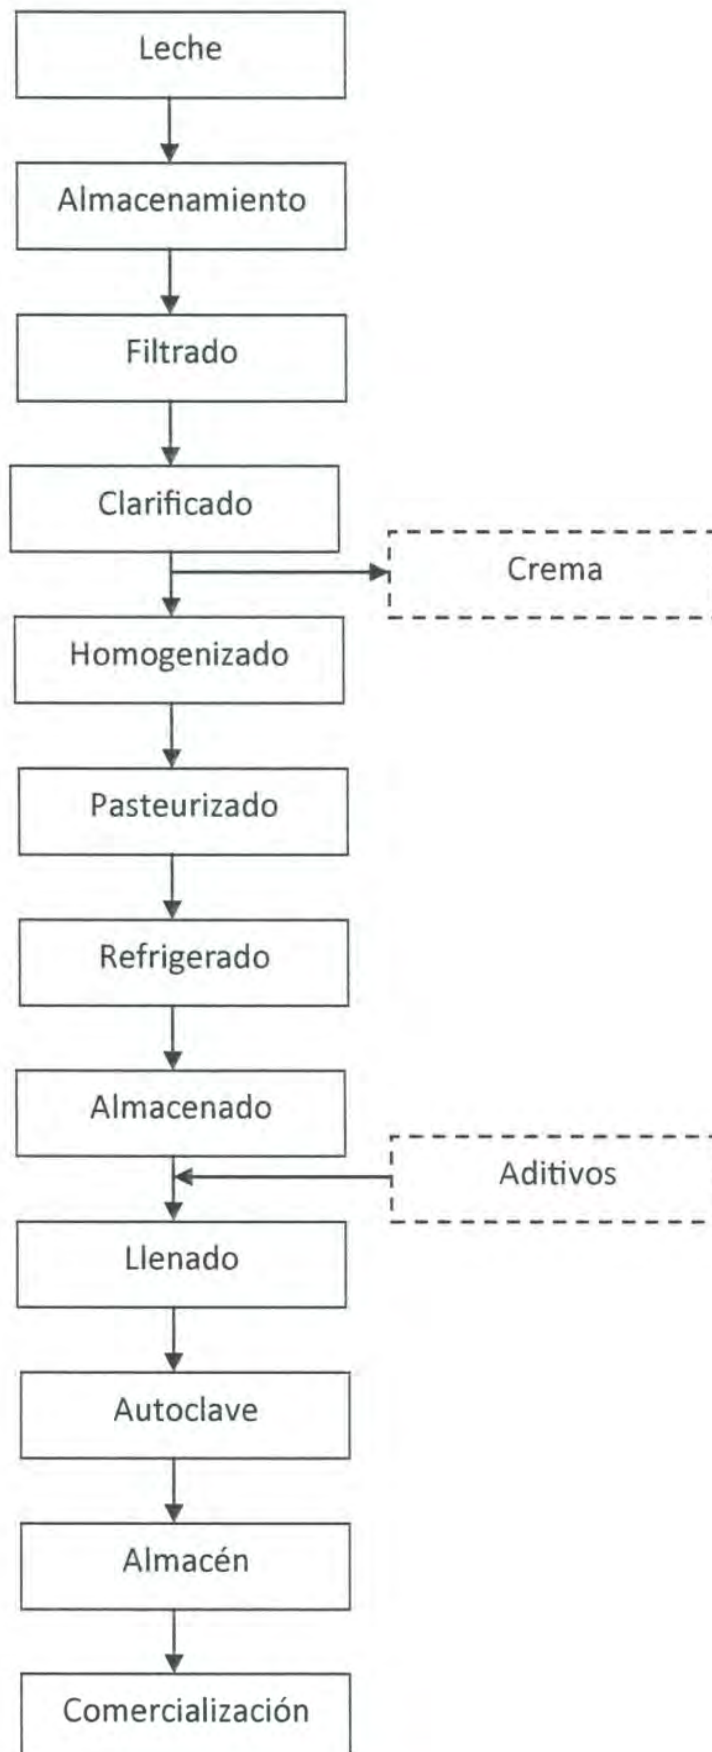 Leche
Almacenamiento
Filtrado
Clarificado
Crema
Homogenizado
Pasteurizado
Refrigerado
Almacenado
Aditivos
Llenado
Autoclave
Almacén
Comercialización